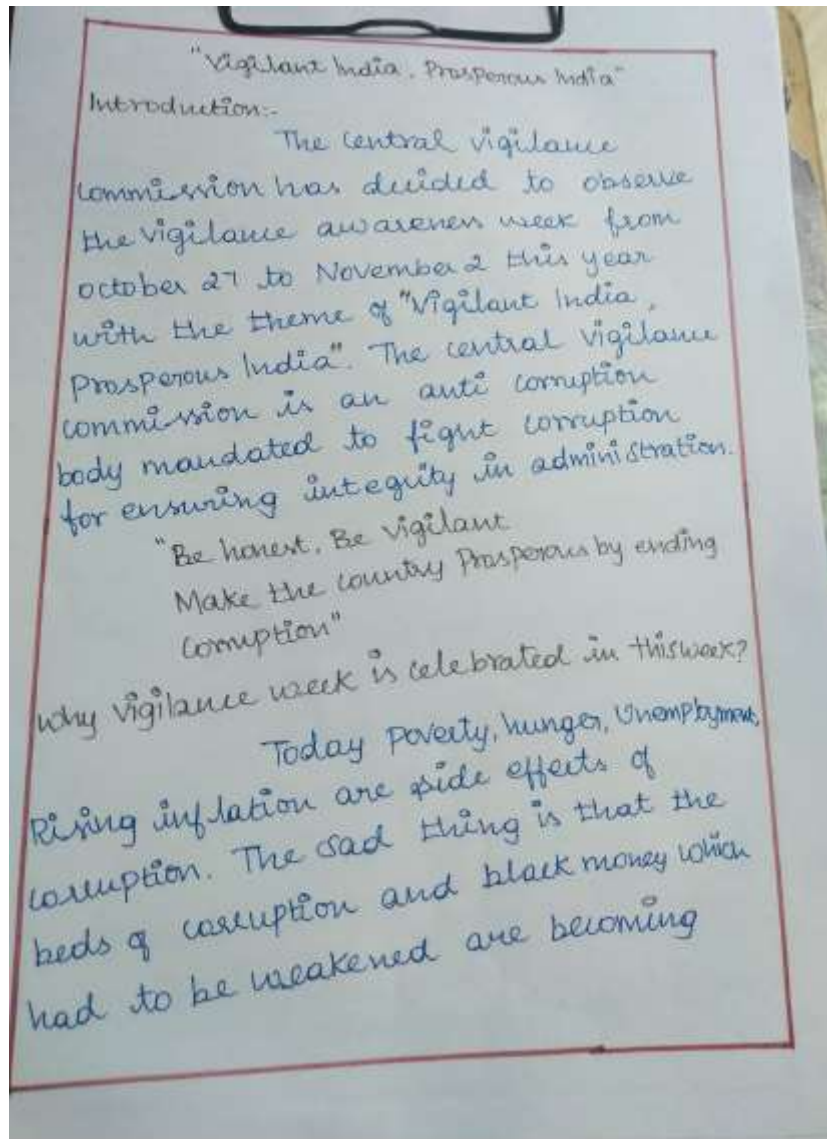 "Vigilant India, Prosperous India"
Introduction:-
The central vigilance
commission has decided to observe
the vigilance awareness week from
october 27 to November 2 this year
with the theme of "Vigilant India,
Prosperous India". The central vigilance
commission is an anti corruption
body mandated to fight corruption
for ensuring integuity in administration.
"Be honest, Be vigilant
Make the country Prosperous by ending
Corruption"
Why vigilance week is celebrated in this week?
Today poverty, hunger, Unemployment,
Rising inflation are side effects of
corruption. The sad thing is that the
beds of corruption and black money which
had to be weakened are becoming